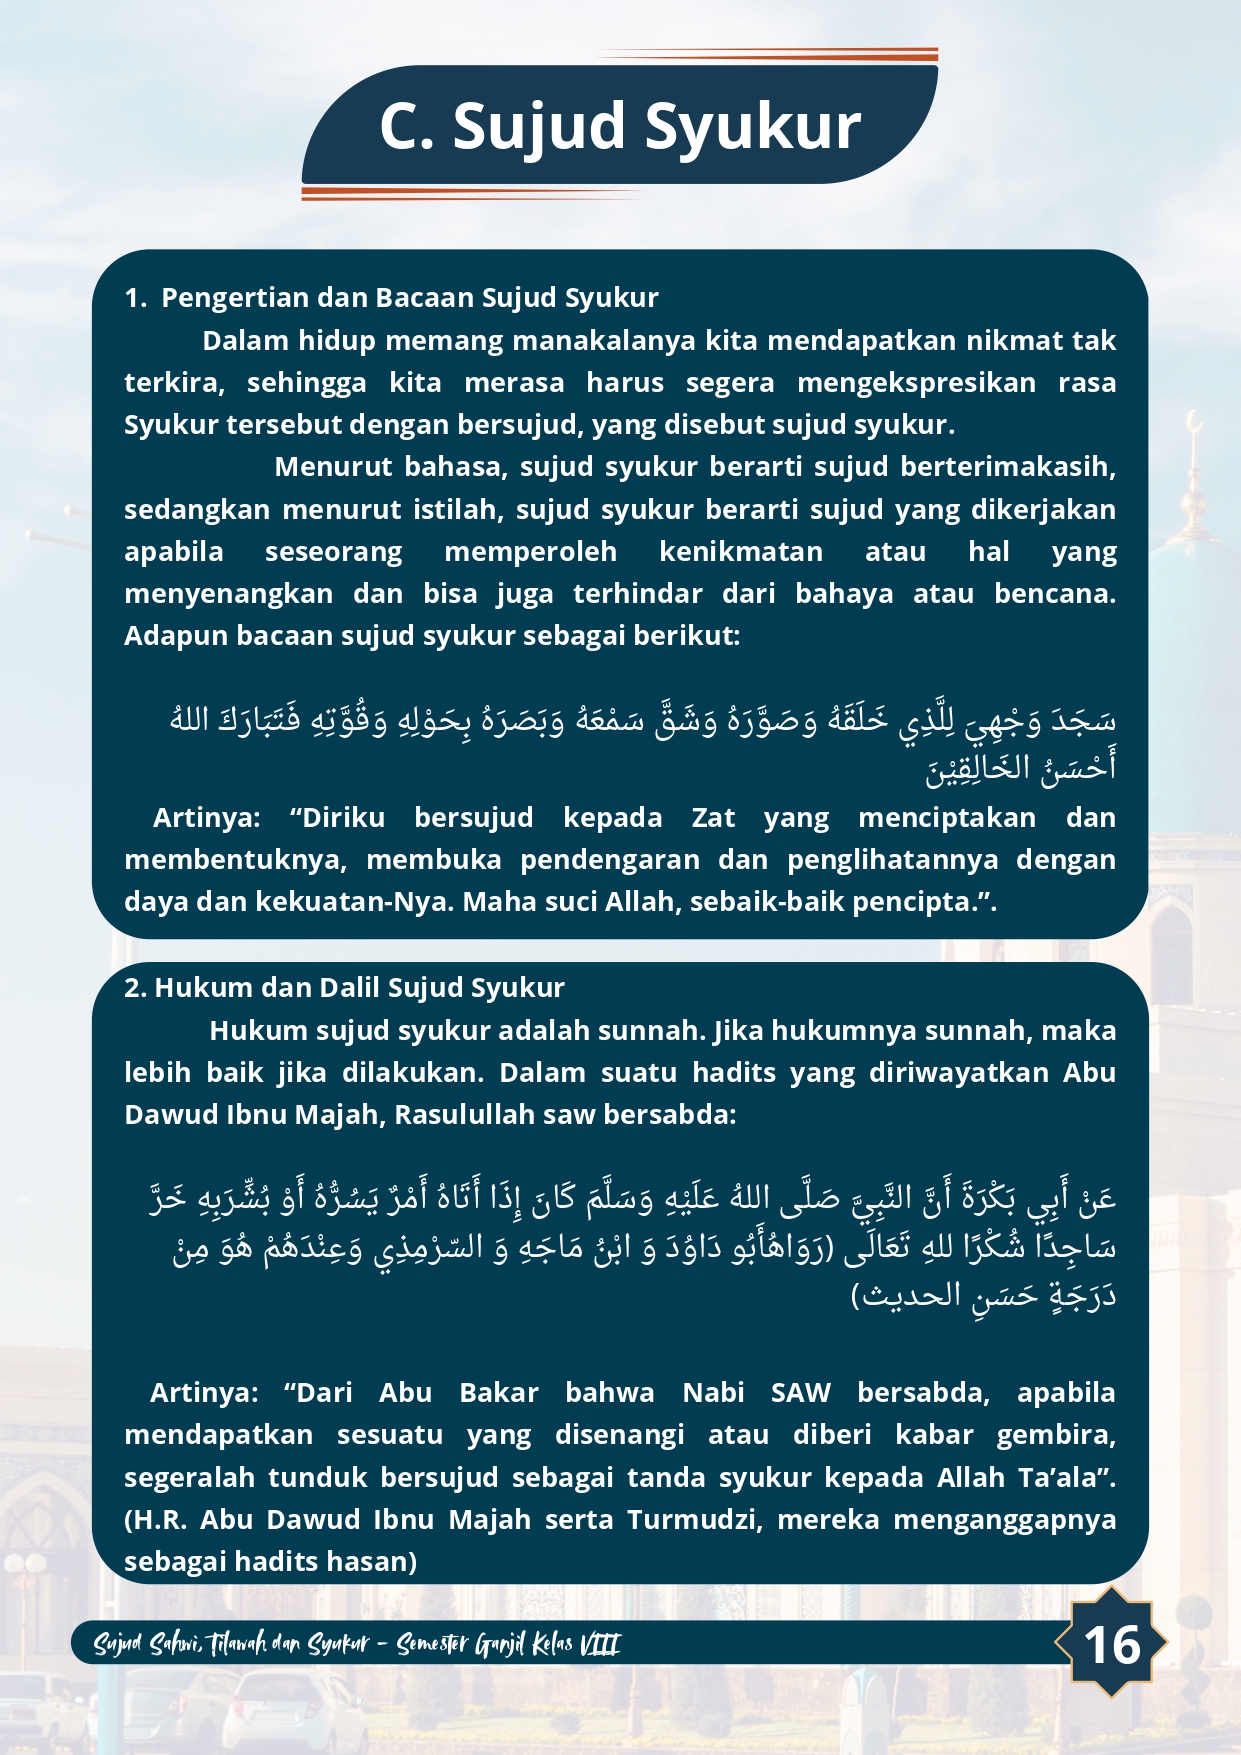 C. Sujud Syukur
1. Pengertian dan Bacaan Sujud Syukur
Dalam hidup memang manakalanya kita mendapatkan nikmat tak
terkira, sehingga kita merasa harus segera mengekspresikan rasa
Syukur tersebut dengan bersujud, yang disebut sujud syukur.
Menurut bahasa, sujud syukur berarti sujud berterimakasih,
sedangkan menurut istilah, sujud syukur berarti sujud yang dikerjakan
apabila seseorang memperoleh kenikmatan atau hal yang
menyenangkan dan bisa juga terhindar dari bahaya atau bencana.
Adapun bacaan sujud syukur sebagai berikut:
سَجَدَ وَجْهِيَ لِلَّذِي خَلَقَهُ وَصَوَّرَهُ وَشَقَّ سَمْعَهُ وَبَصَرَهُ بِحَوْلِهِ وَقُوَّتِهِ فَتَبَارَكَ اللهُ
أَحْسَنُ الخَالِقِيْنَ
Artinya: “Diriku bersujud kepada Zat yang menciptakan dan
membentuknya, membuka pendengaran dan penglihatannya dengan
daya dan kekuatan-Nya. Maha suci Allah, sebaik-baik pencipta.”.
2. Hukum dan Dalil Sujud Syukur
Hukum sujud syukur adalah sunnah. Jika hukumnya sunnah, maka
lebih baik jika dilakukan. Dalam suatu hadits yang diriwayatkan Abu
Dawud Ibnu Majah, Rasulullah saw bersabda:
عَنْ أَبِي بَكْرَةَ أَنَّ النَّبِيَّ صَلَّى اللهُ عَلَيْهِ وَسَلَّمَ كَانَ إِذَا أَتَاهُ أَمْرٌ يَسُرُّهُ أَوْ بُشِّرَبِهِ خَرَّ
سَاجِدًا شُكْرًا للهِ تَعَالَى (رَوَاهُأَبُو دَاوُدَ وَ ابْنُ مَاجَهِ وَ السّرْمِذِي وَعِنْدَهُمْ هُوَ مِنْ
دَرَجَةٍ حَسَنِ الحديث)
Artinya: “Dari Abu Bakar bahwa Nabi SAW bersabda, apabila
mendapatkan sesuatu yang disenangi atau diberi kabar gembira,
segeralah tunduk bersujud sebagai tanda syukur kepada Allah Ta’ala”.
(H.R. Abu Dawud Ibnu Majah serta Turmudzi, mereka menganggapnya
sebagai hadits hasan)
Sujud Sahwi, Tilawah dan Syukur – Semester Ganjil Kelas VIII
16